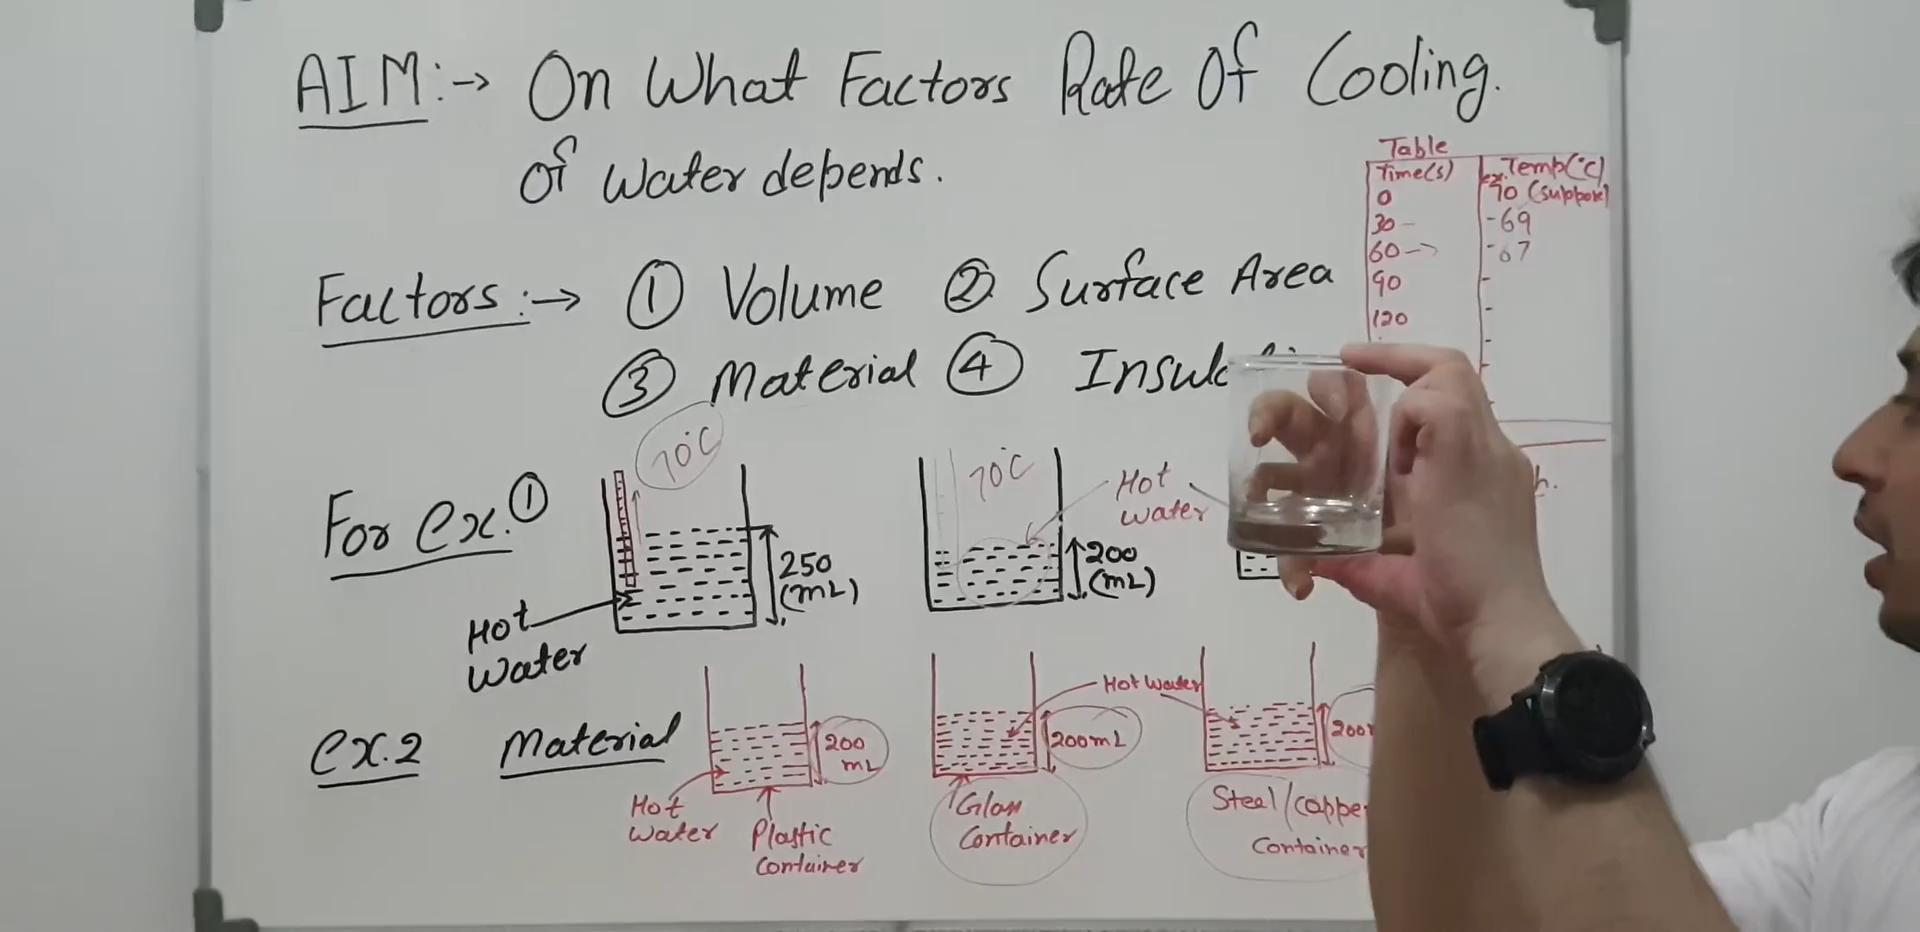 AIM:→ On What Factors Rate Of Cooling.
of water depends.
Table
Time(s) Temp(°C)
0 70 (suppose)
30 - 69
60 → - 67
90
120
Factors:→ ① Volume ② Surface Area
③ Material ④
For ex.①
70°C
250
(mL)
Hot
Water
70°C
Hot
Water
200
(mL)
ex.2 Material
200
mL
Hot
Water
Plastic
Container
200mL
Hot Water
Glass
Container
Steel/
Container